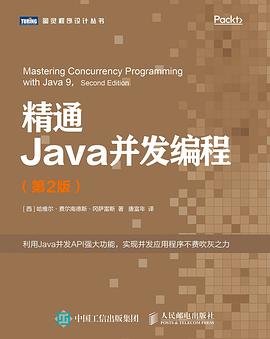 TURING 图灵程序设计丛书
Packt>
Mastering Concurrency Programming
with Java 9, Second Edition
精通
Java并发编程
（第2版）
[西] 哈维尔·费尔南德斯·冈萨雷斯 著 唐富年 译
利用Java并发API强大功能，实现并发应用程序不费吹灰之力
中国工信出版集团
人民邮电出版社
POSTS & TELECOM PRESS